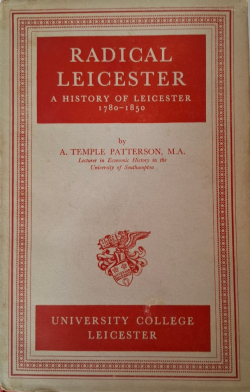 RADICAL
LEICESTER
A HISTORY OF LEICESTER
1780-1850
by
A. TEMPLE PATTERSON, M.A.
Lecturer in Economic History in the
University of Southampton
UNIVERSITY COLLEGE
LEICESTER